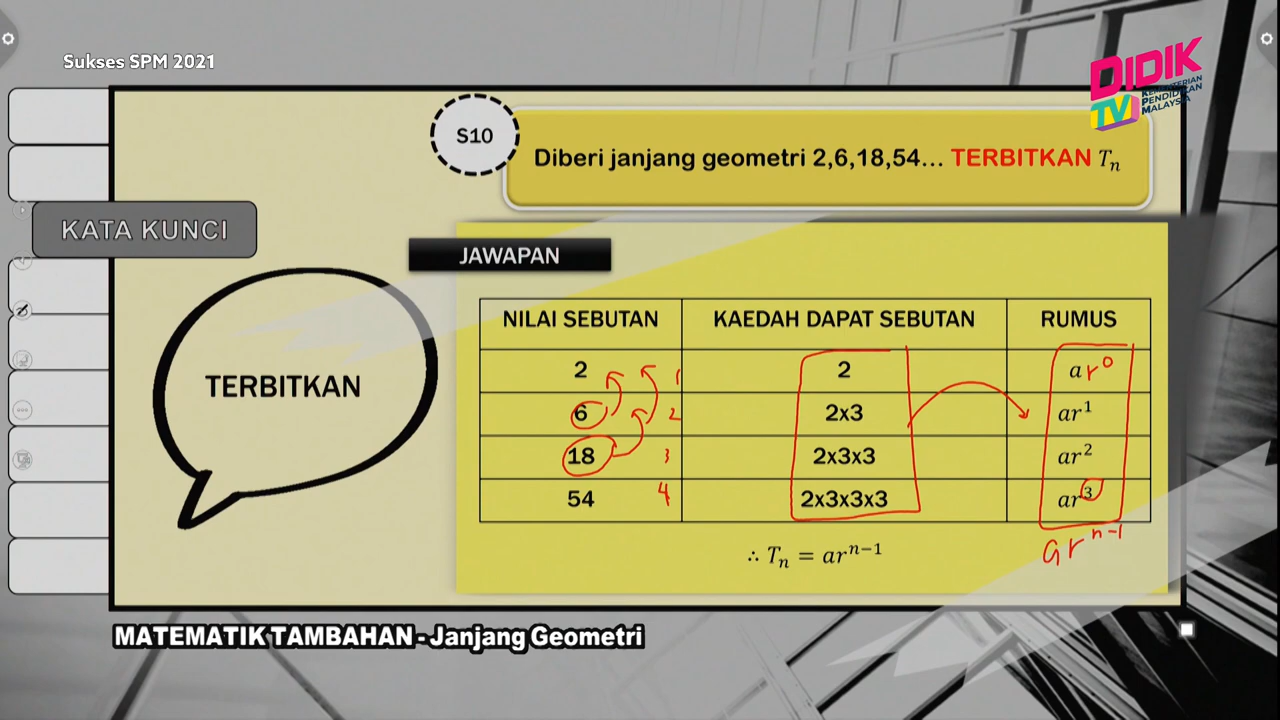 Sukses SPM 2021
DIDIK
TV
KEMENTERIAN
PENDIDIKAN
MALAYSIA
S10
Diberi janjang geometri 2,6,18,54... TERBITKAN Tₙ
KATA KUNCI
JAWAPAN
TERBITKAN
NILAI SEBUTAN KAEDAH DAPAT SEBUTAN RUMUS
2 1 2 ar⁰
6 2 2x3 ar¹
18 3 2x3x3 ar²
54 4 2x3x3x3 ar³
∴ Tₙ = arⁿ⁻¹
arⁿ⁻¹
MATEMATIK TAMBAHAN - Janjang Geometri